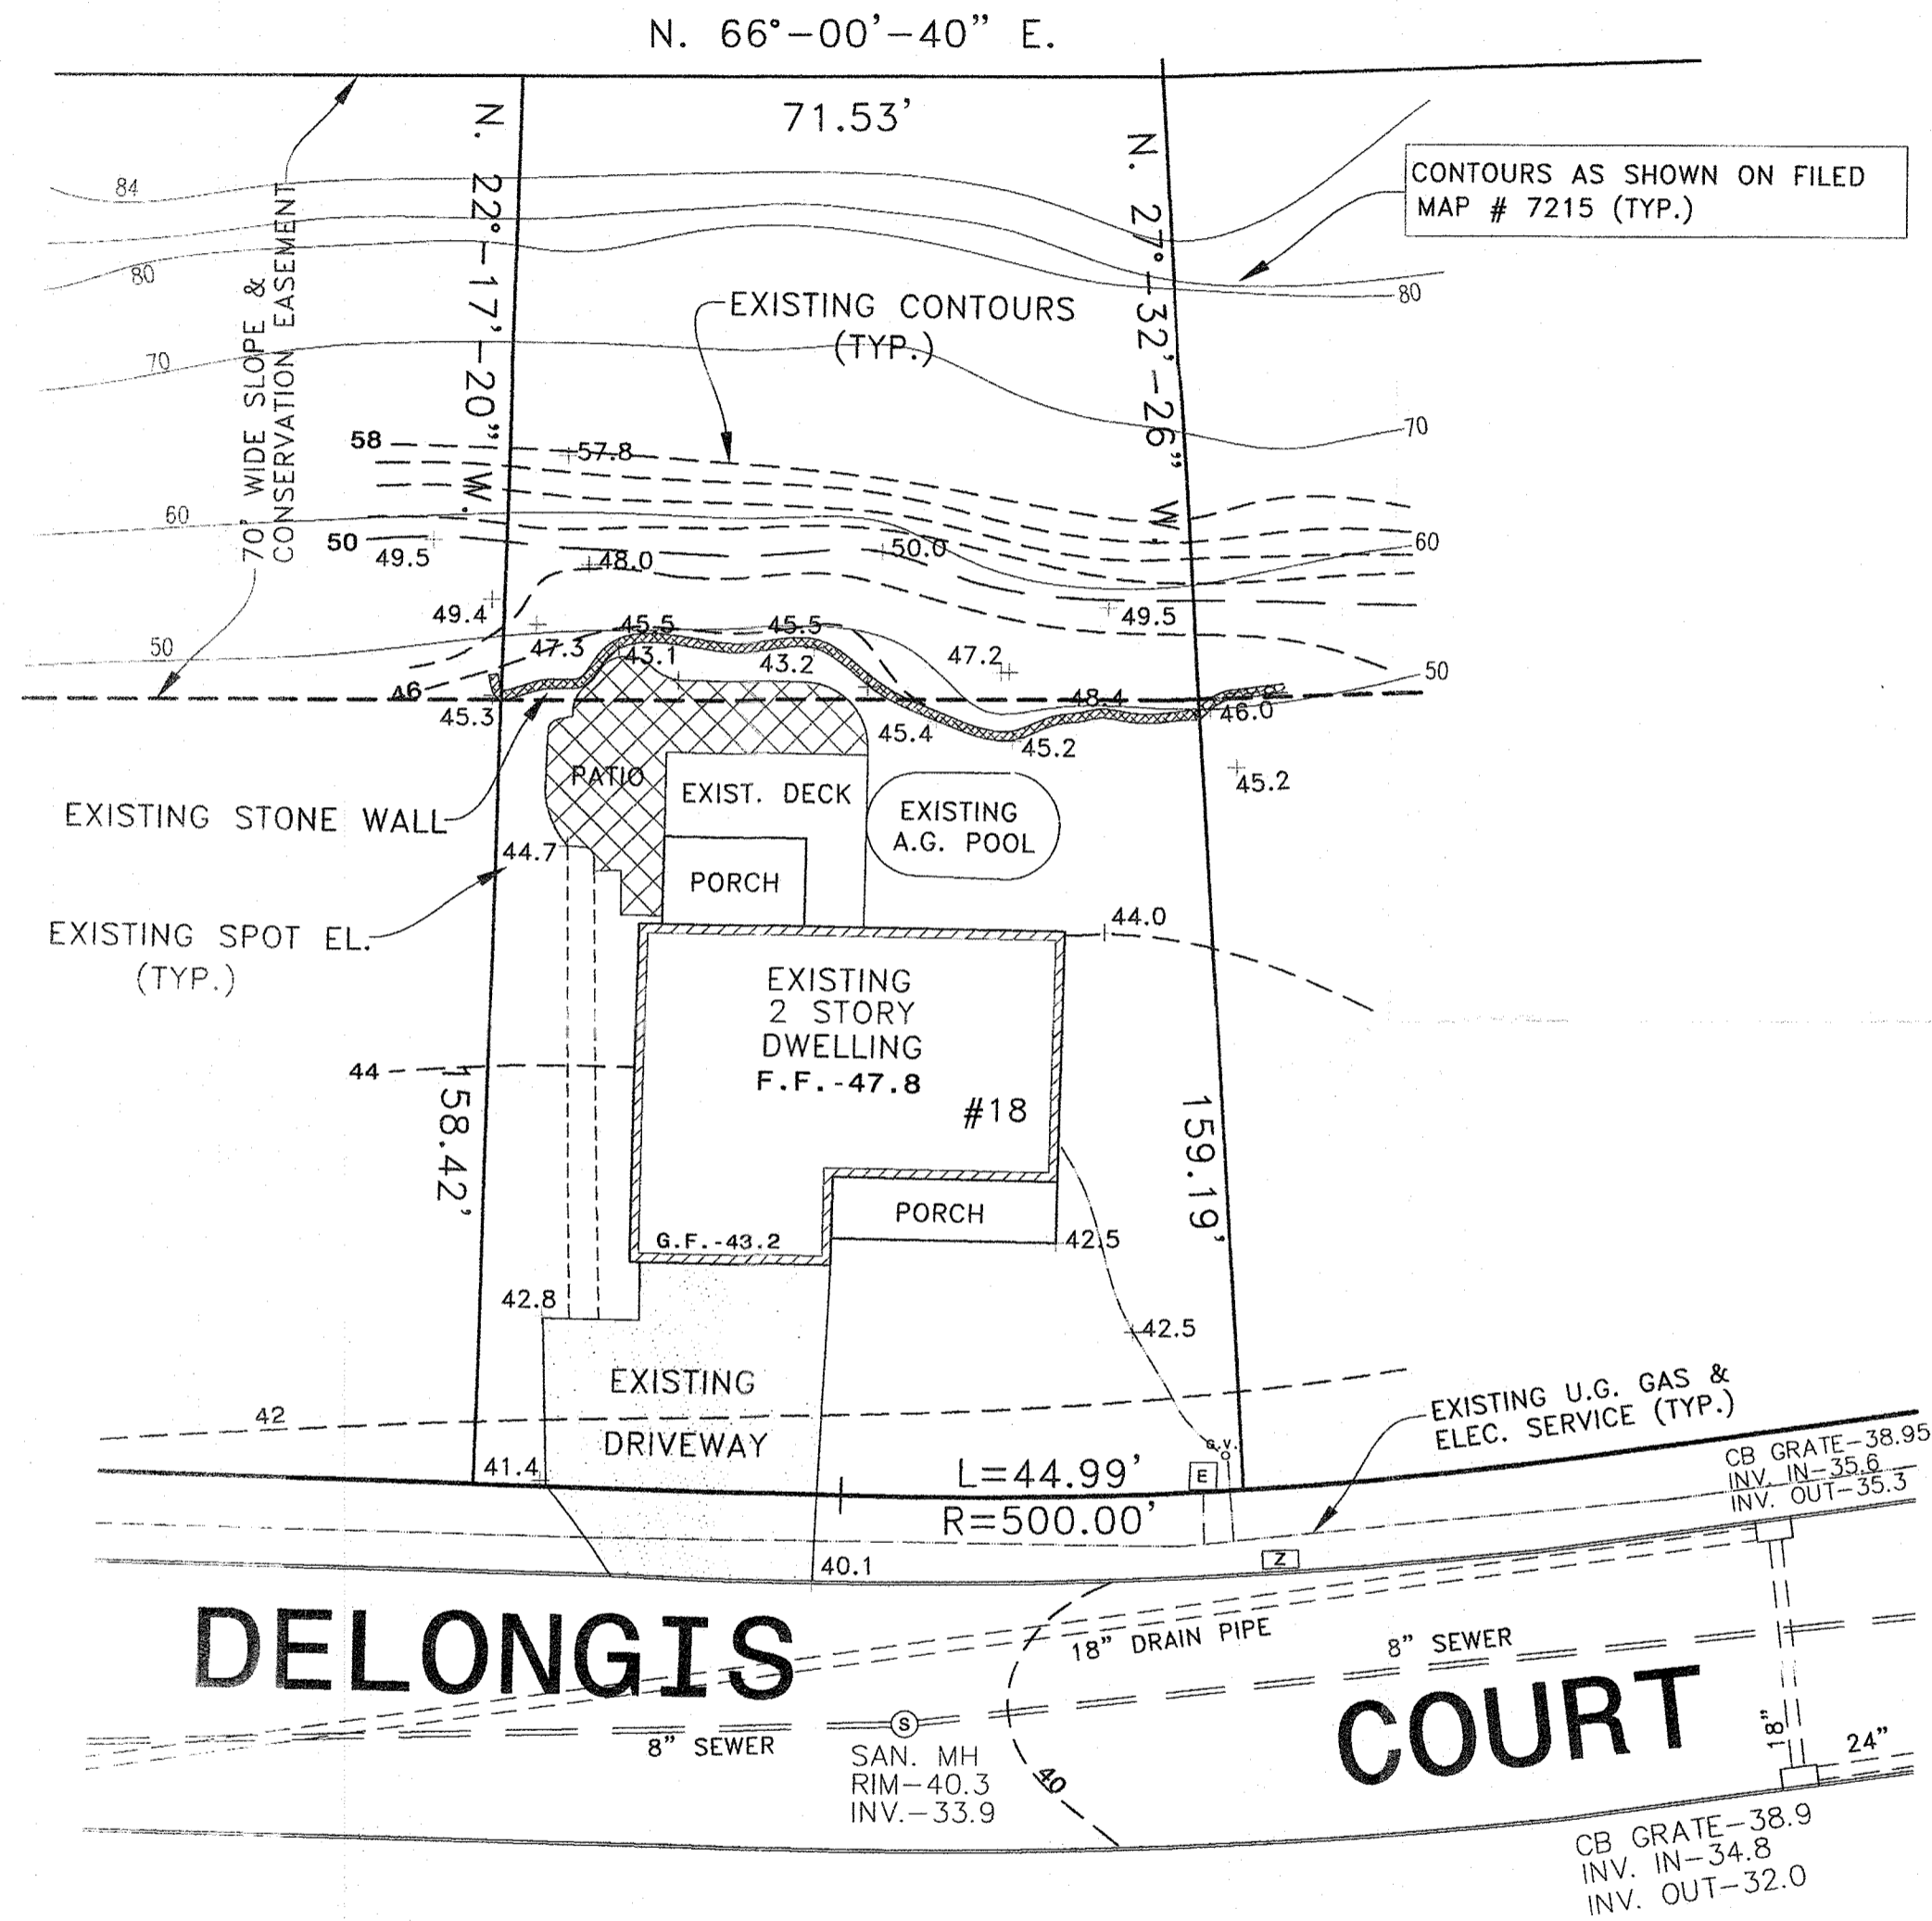 N. 66°-00'-40" E.
71.53'
N. 22°-17'-20" W.
N. 27°-32'-26" W.
CONTOURS AS SHOWN ON FILED
MAP # 7215 (TYP.)
84
80
80
70' WIDE SLOPE &
CONSERVATION EASEMENT
EXISTING CONTOURS
(TYP.)
70
70
58
57.8
60
60
50
49.5
48.0
50.0
49.4
49.5
45.5
45.5
47.3
43.1
43.2
47.2
50
50
46
45.3
48.4
46.0
45.4
45.2
45.2
PATIO
EXIST. DECK
EXISTING
A.G. POOL
EXISTING STONE WALL
44.7
PORCH
EXISTING SPOT EL.
(TYP.)
44.0
EXISTING
2 STORY
DWELLING
F.F.-47.8
#18
44
158.42'
159.19'
PORCH
G.F.-43.2
42.5
42.8
42.5
EXISTING
DRIVEWAY
42
41.4
G.V.
E
L=44.99'
R=500.00'
EXISTING U.G. GAS &
ELEC. SERVICE (TYP.)
CB GRATE-38.95
INV. IN-35.6
INV. OUT-35.3
40.1
Z
DELONGIS
COURT
18" DRAIN PIPE
8" SEWER
8" SEWER
S
SAN. MH
RIM-40.3
INV.-33.9
40
18"
24"
CB GRATE-38.9
INV. IN-34.8
INV. OUT-32.0